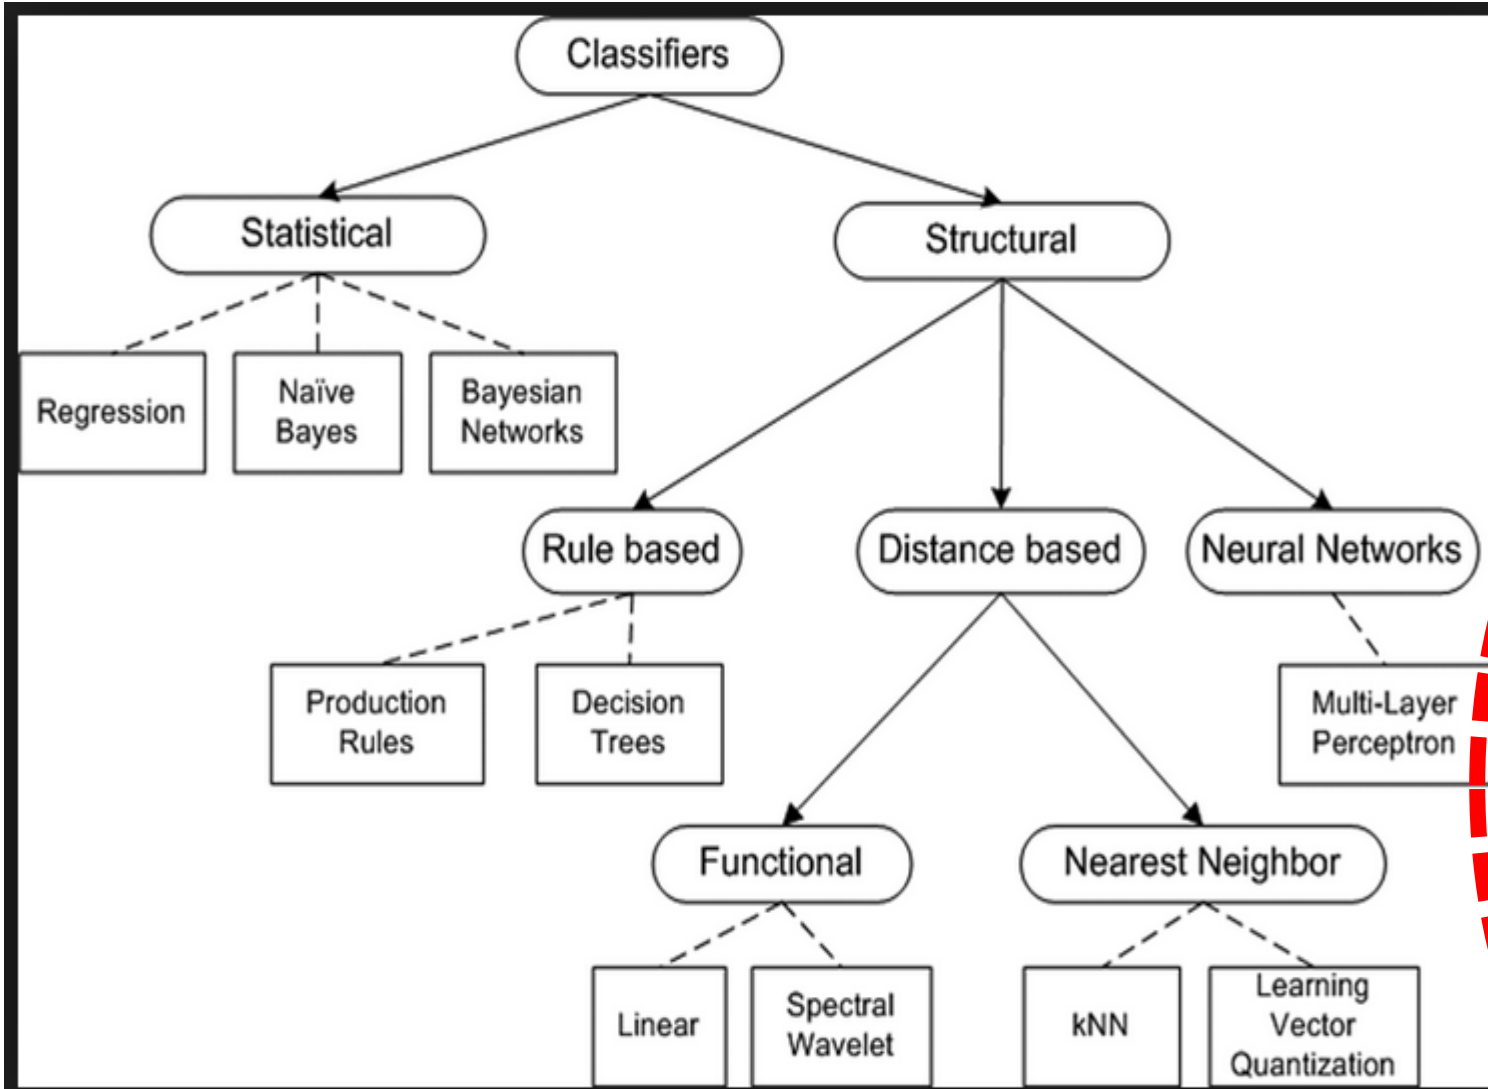 Classifiers
Statistical
Structural
Regression
Naïve
Bayes
Bayesian
Networks
Rule based
Distance based
Neural Networks
Production
Rules
Decision
Trees
Multi-Layer
Perceptron
Functional
Nearest Neighbor
Linear
Spectral
Wavelet
kNN
Learning
Vector
Quantization